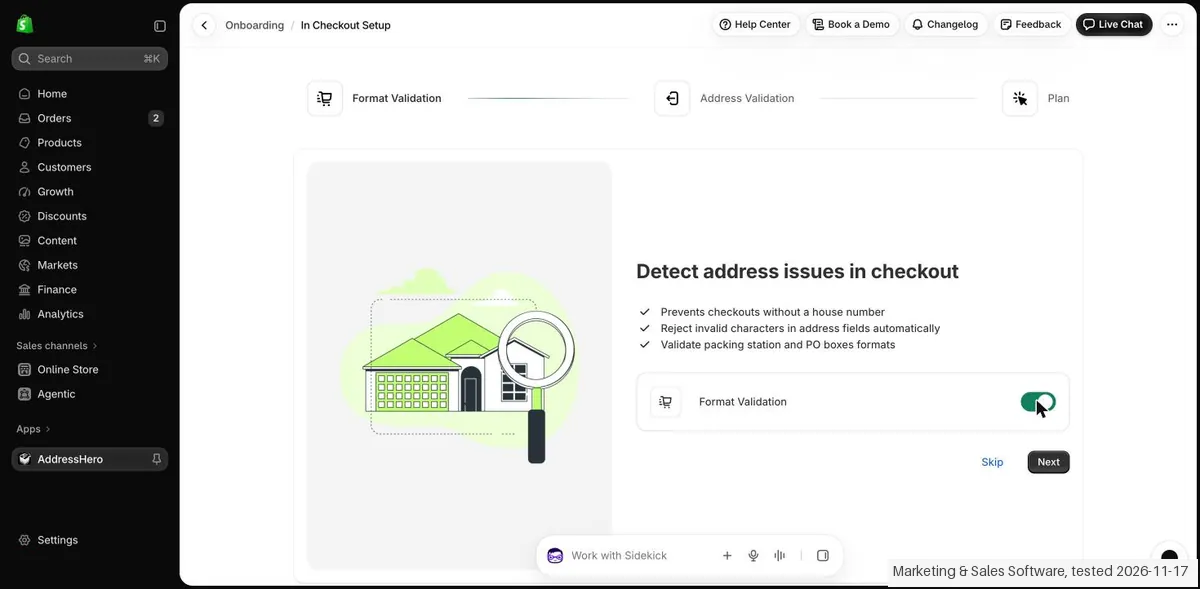 Onboarding / In Checkout Setup
Help Center
Book a Demo
Changelog
Feedback
Live Chat
Search ⌘K
Home
Orders 2
Products
Customers
Growth
Discounts
Content
Markets
Finance
Analytics
Sales channels
Online Store
Agentic
Apps
AddressHero
Settings
Format Validation
Address Validation
Plan
Detect address issues in checkout
Prevents checkouts without a house number
Reject invalid characters in address fields automatically
Validate packing station and PO boxes formats
Format Validation
Skip
Next
Work with Sidekick
Marketing & Sales Software, tested 2026-11-17